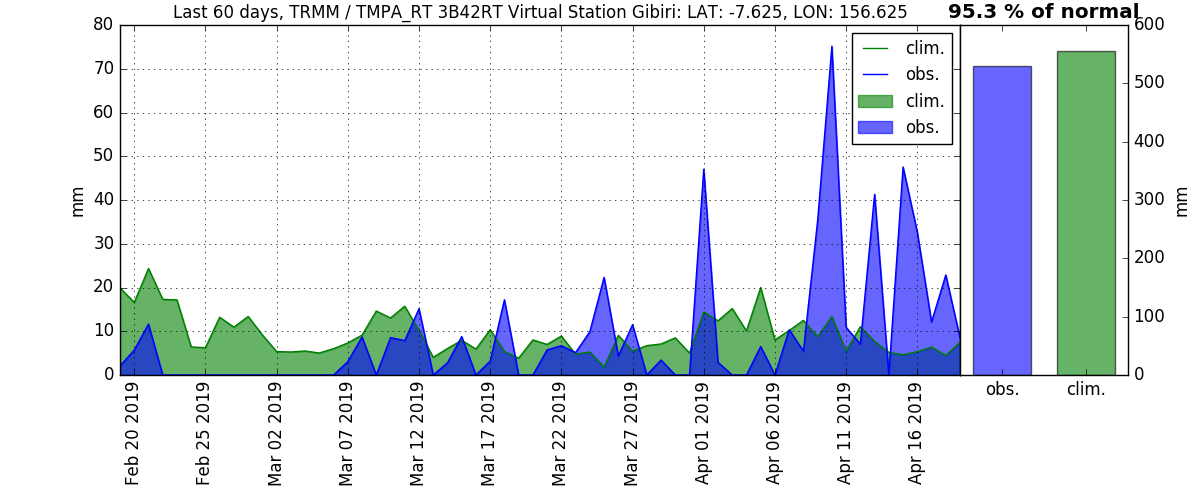 Last 60 days, TRMM / TMPA_RT 3B42RT Virtual Station Gibiri: LAT: -7.625, LON: 156.625
95.3 % of normal
80
70
60
50
40
30
20
10
0
mm
clim.
obs.
clim.
obs.
600
500
400
300
200
100
0
mm
obs.
clim.
Feb 20 2019
Feb 25 2019
Mar 02 2019
Mar 07 2019
Mar 12 2019
Mar 17 2019
Mar 22 2019
Mar 27 2019
Apr 01 2019
Apr 06 2019
Apr 11 2019
Apr 16 2019